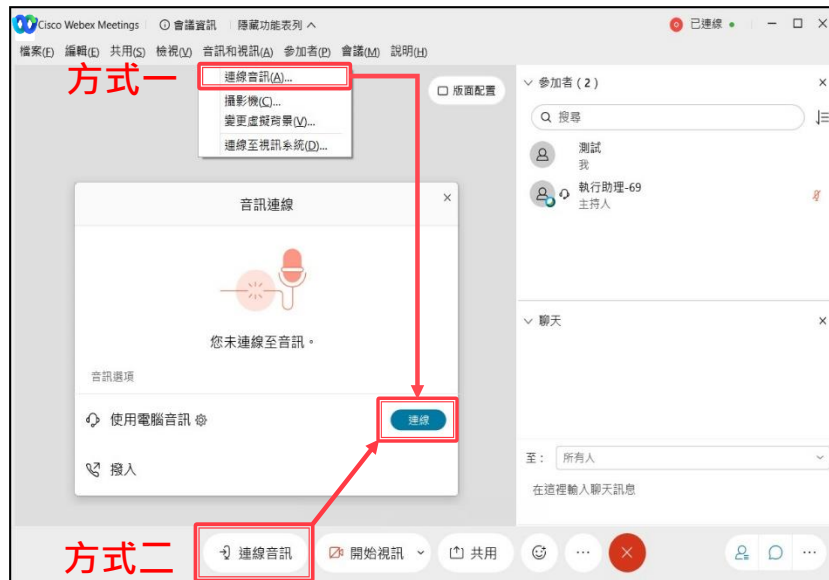 Cisco Webex Meetings ⓘ 會議資訊 隱藏功能表列 ^
已連線
檔案(F) 編輯(E) 共用(S) 檢視(V) 音訊和視訊(A) 參加者(P) 會議(M) 說明(H)
方式一
連線音訊(A)...
攝影機(C)...
變更虛擬背景(V)...
連線至視訊系統(D)...
版面配置
參加者 (2)
搜尋
測試
我
執行助理-69
主持人
音訊連線
您未連線至音訊。
音訊選項
使用電腦音訊
連線
撥入
聊天
至: 所有人
在這裡輸入聊天訊息
方式二
連線音訊
開始視訊
共用